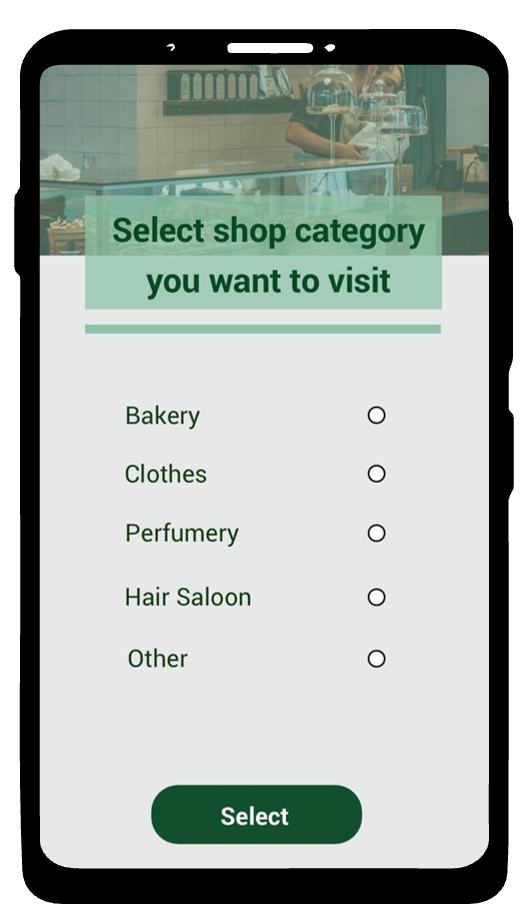 Select shop category
you want to visit
Bakery
Clothes
Perfumery
Hair Saloon
Other
Select